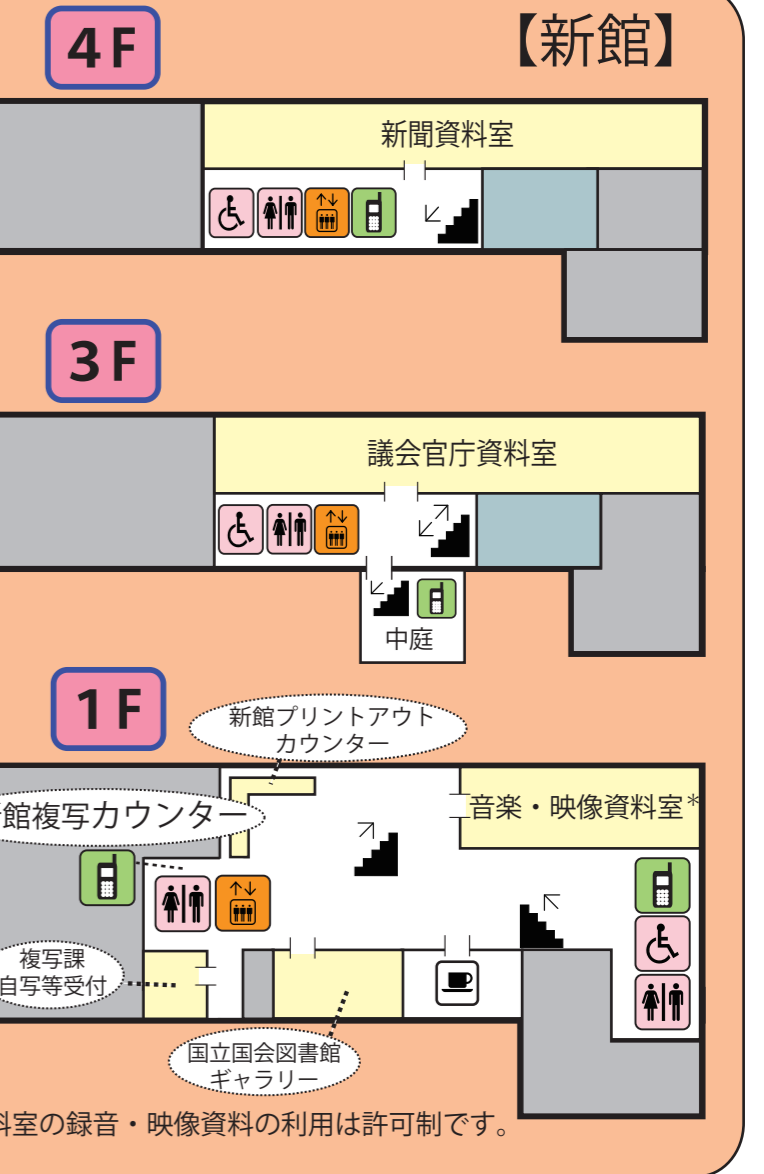 【新館】
4F
新聞資料室
3F
議会官庁資料室
中庭
1F
新館プリントアウト
カウンター
館複写カウンター
音楽・映像資料室*
複写課
自写等受付
国立国会図書館
ギャラリー
料室の録音・映像資料の利用は許可制です。